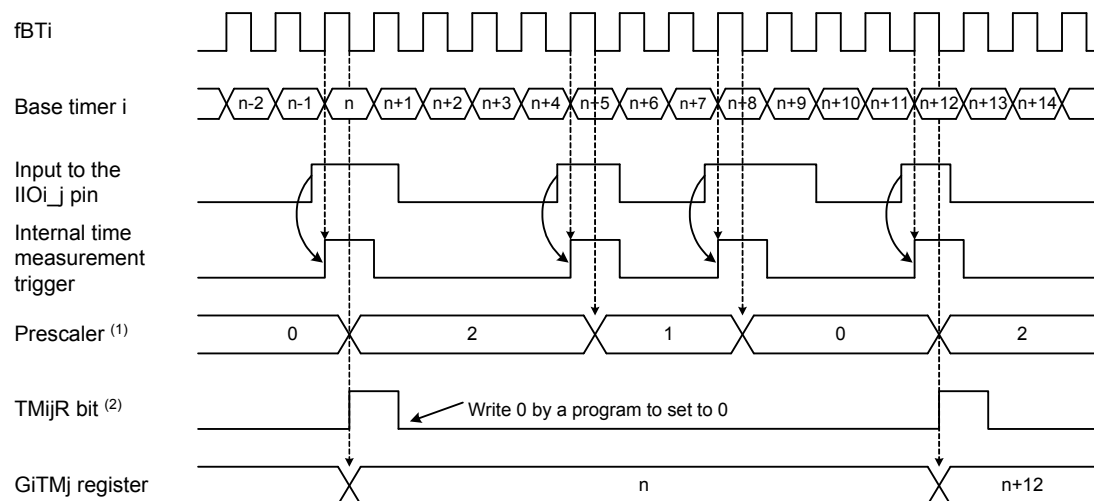 fBTi
Base timer i
n-2 n-1 n n+1 n+2 n+3 n+4 n+5 n+6 n+7 n+8 n+9 n+10 n+11 n+12 n+13 n+14
Input to the
IIOi_j pin
Internal time
measurement
trigger
Prescaler (1)
0 2 1 0 2
TMijR bit (2)
Write 0 by a program to set to 0
GiTMj register
n n+12